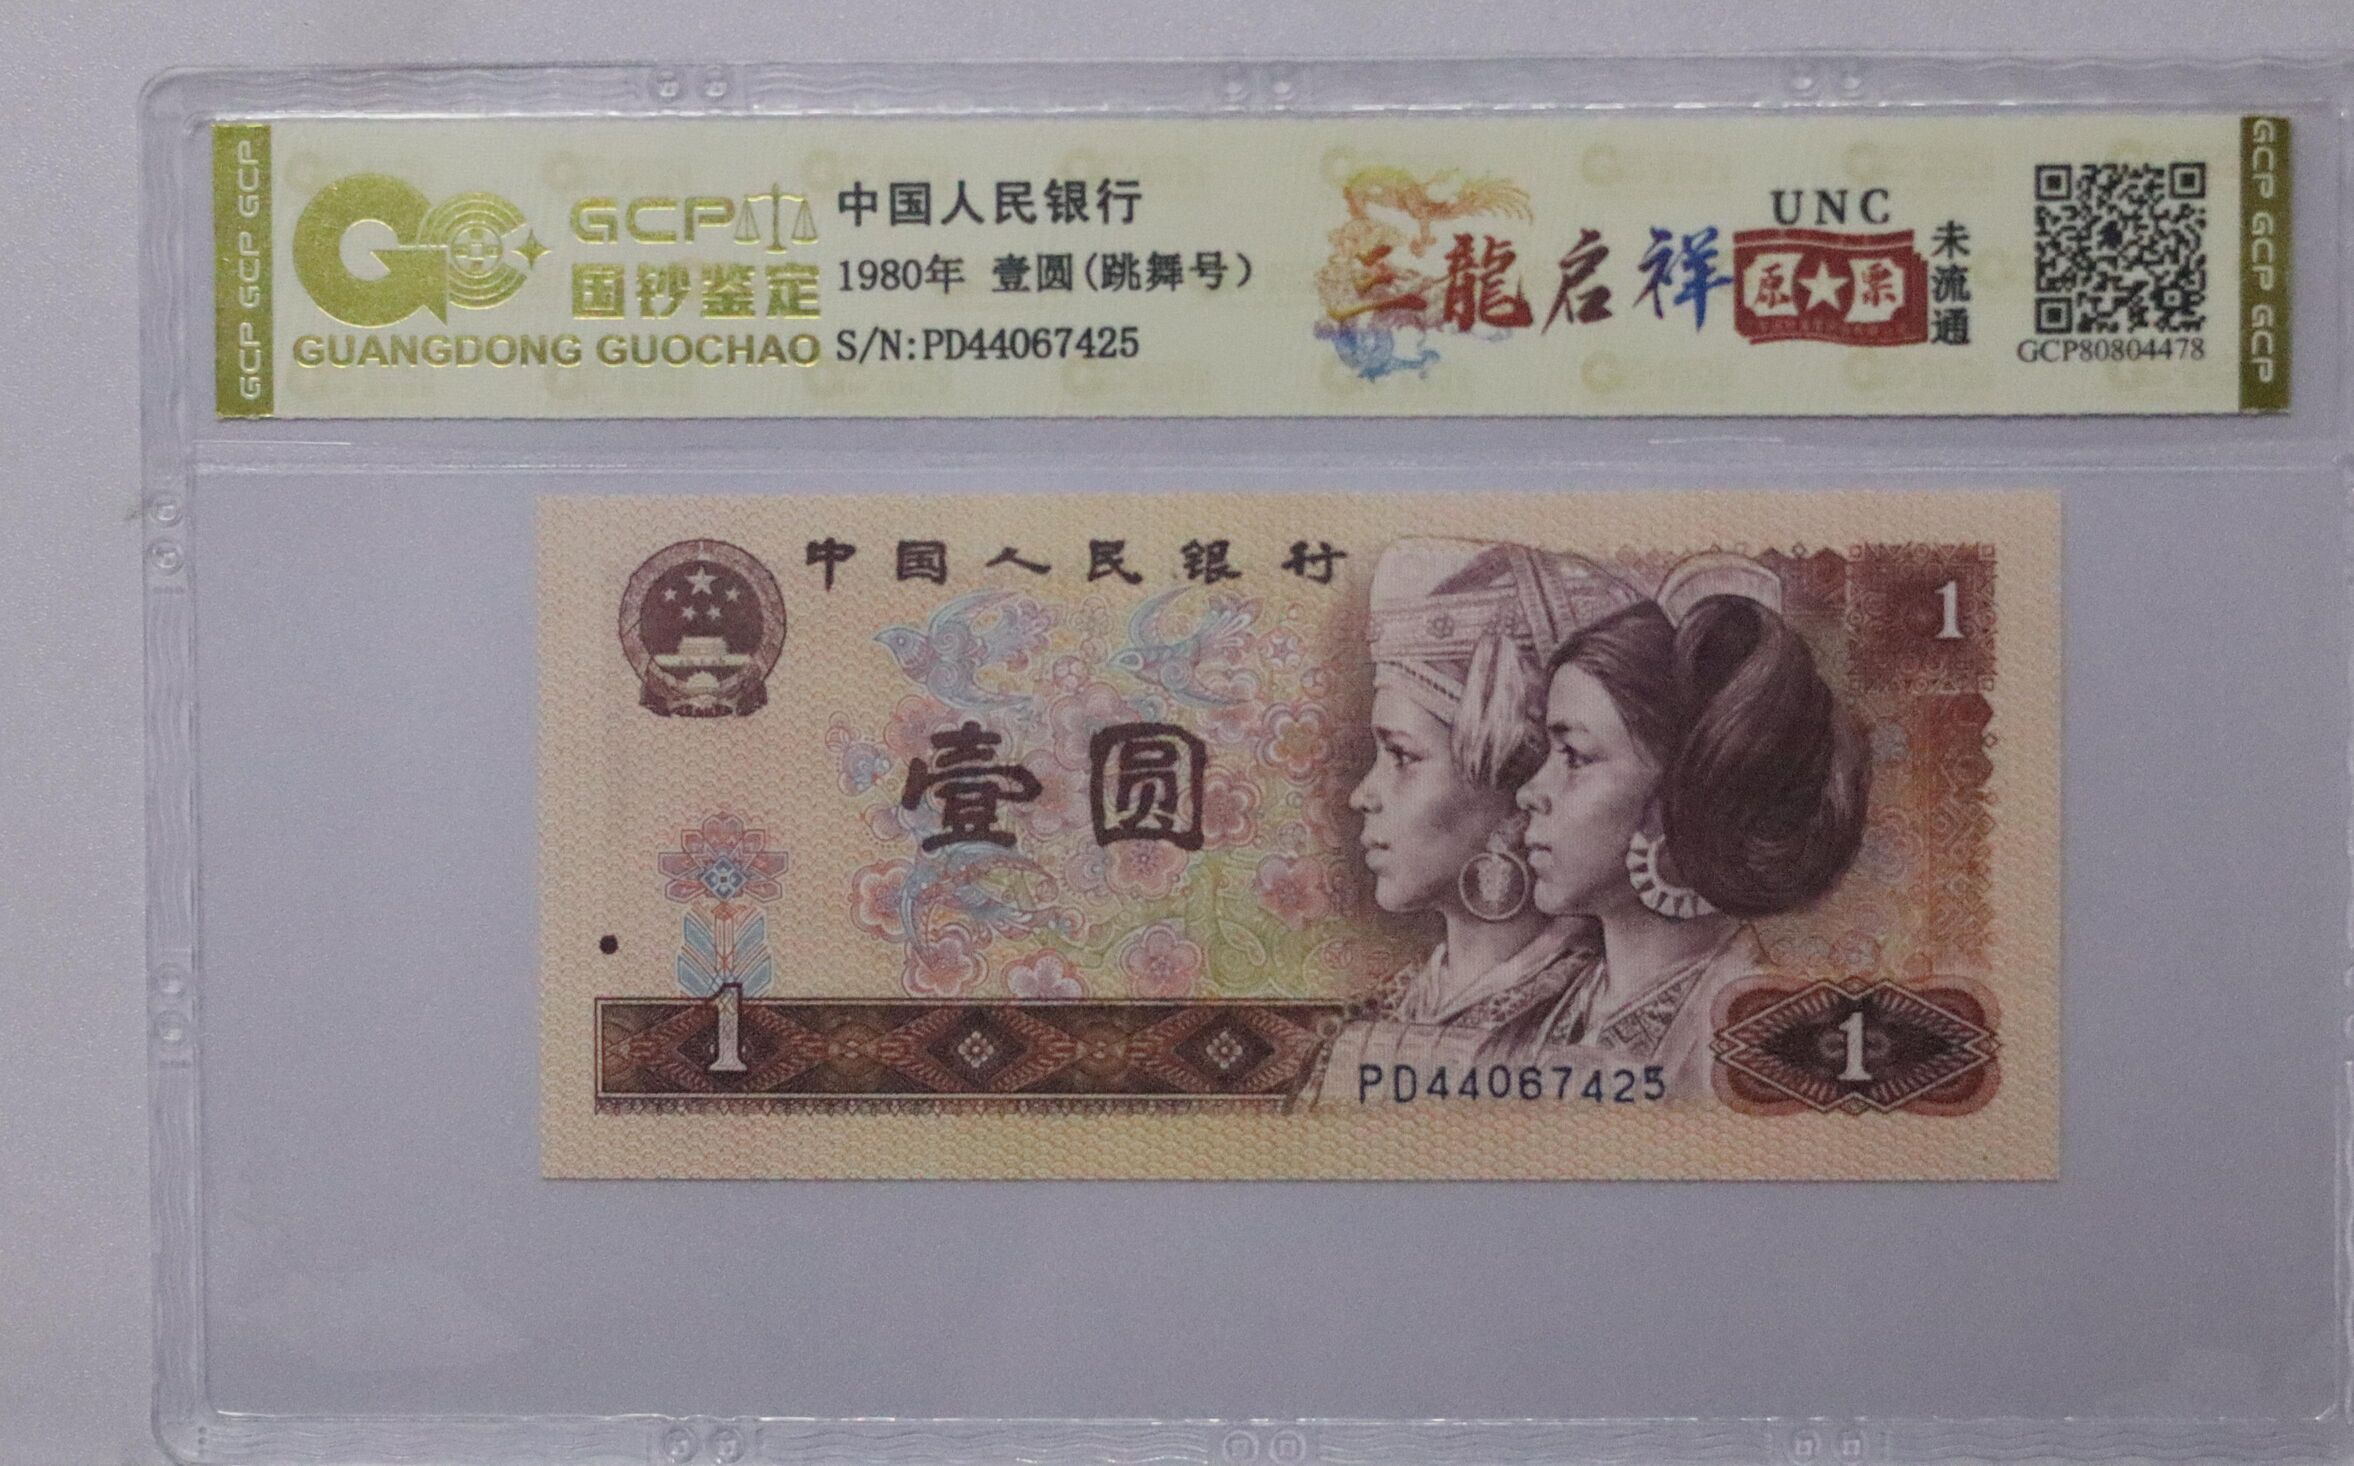 GCP GCP GCP
GCP
国钞鉴定
GUANGDONG GUOCHAO
中国人民银行
1980年 壹圆(跳舞号)
S/N:PD44067425
三龍启祥
UNC
原票
未流通
GCP80804478
GCP GCP GCP
中国人民银行
1
壹圆
1
1
PD44067425